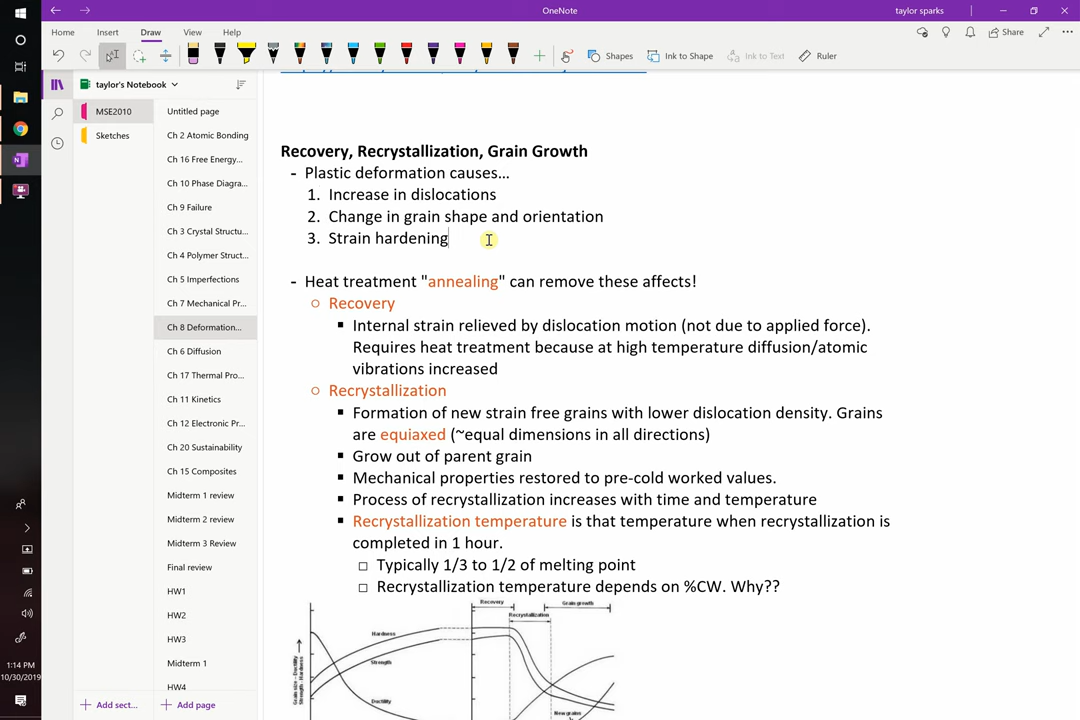 OneNote
taylor sparks
Home Insert Draw View Help
Share
Shapes Ink to Shape Ink to Text Ruler
taylor's Notebook
MSE2010
Sketches
Untitled page
Ch 2 Atomic Bonding
Ch 16 Free Energy...
Ch 10 Phase Diagra...
Ch 9 Failure
Ch 3 Crystal Structu...
Ch 4 Polymer Struct...
Ch 5 Imperfections
Ch 7 Mechanical Pr...
Ch 8 Deformation...
Ch 6 Diffusion
Ch 17 Thermal Pro...
Ch 11 Kinetics
Ch 12 Electronic Pr...
Ch 20 Sustainability
Ch 15 Composites
Midterm 1 review
Midterm 2 review
Midterm 3 Review
Final review
HW1
HW2
HW3
Midterm 1
HW4
Add sect...
Add page
Recovery, Recrystallization, Grain Growth
- Plastic deformation causes...
1. Increase in dislocations
2. Change in grain shape and orientation
3. Strain hardening
- Heat treatment "annealing" can remove these affects!
Recovery
Internal strain relieved by dislocation motion (not due to applied force).
Requires heat treatment because at high temperature diffusion/atomic
vibrations increased
Recrystallization
Formation of new strain free grains with lower dislocation density. Grains
are equiaxed (~equal dimensions in all directions)
Grow out of parent grain
Mechanical properties restored to pre-cold worked values.
Process of recrystallization increases with time and temperature
Recrystallization temperature is that temperature when recrystallization is
completed in 1 hour.
Typically 1/3 to 1/2 of melting point
Recrystallization temperature depends on %CW. Why??
Recovery
Grain growth
Recrystallization
Hardness
Strength
Ductility
New grains
Grain size - Ductility
Strength - Hardness
1:14 PM
10/30/2019